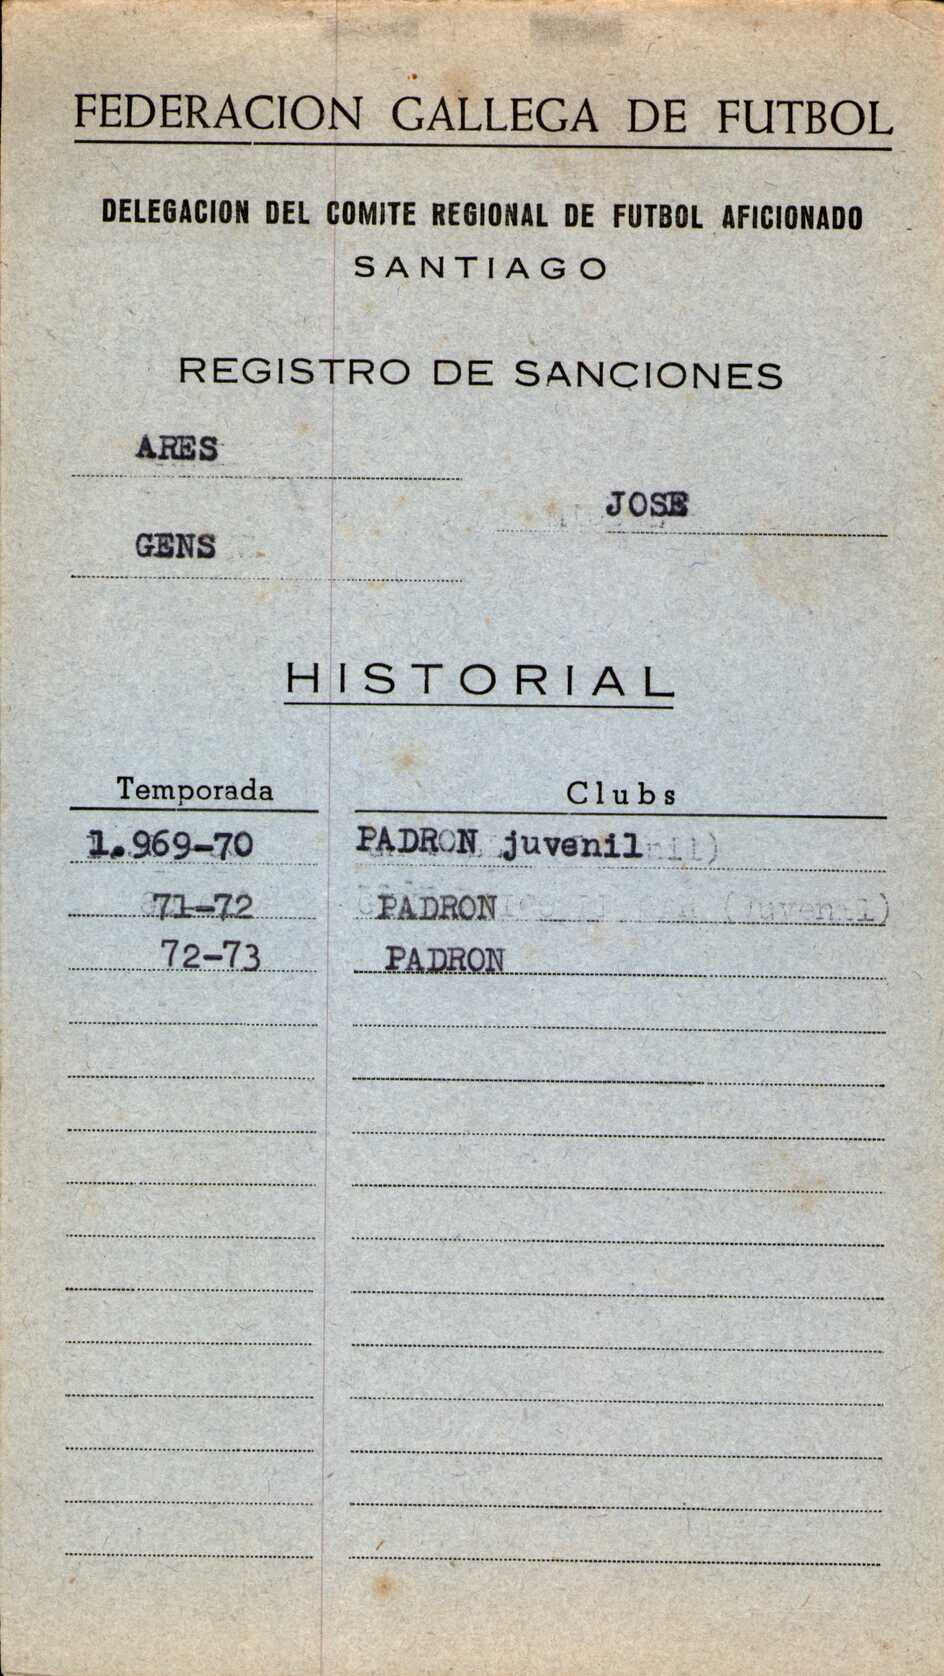 FEDERACION GALLEGA DE FUTBOL
DELEGACION DEL COMITE REGIONAL DE FUTBOL AFICIONADO
SANTIAGO
REGISTRO DE SANCIONES
ARES
JOSE
GENS
HISTORIAL
Temporada Clubs
1.969-70 PADRON juvenil
71-72 PADRON
72-73 PADRON